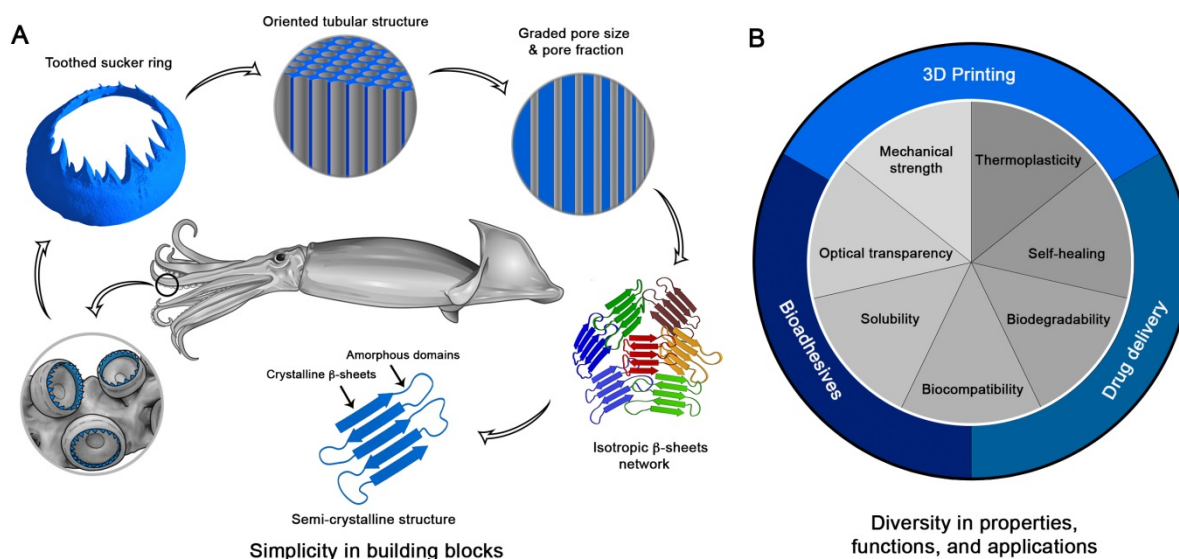 A
Toothed sucker ring
Oriented tubular structure
Graded pore size
& pore fraction
Amorphous domains
Crystalline β-sheets
Semi-crystalline structure
Isotropic β-sheets
network
Simplicity in building blocks
B
3D Printing
Mechanical
strength
Thermoplasticity
Optical transparency
Self-healing
Solubility
Biodegradability
Biocompatibility
Bioadhesives
Drug delivery
Diversity in properties,
functions, and applications